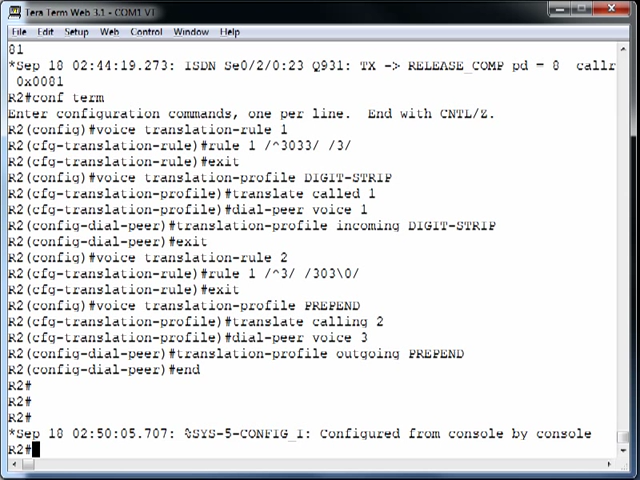 Tera Term Web 3.1 - COM1 VT
File Edit Setup Web Control Window Help
81
*Sep 18 02:44:19.273: ISDN Se0/2/0:23 Q931: TX -> RELEASE_COMP pd = 8  callr
0x0081
R2#conf term
Enter configuration commands, one per line.  End with CNTL/Z.
R2(config)#voice translation-rule 1
R2(cfg-translation-rule)#rule 1 /^3033/ /3/
R2(cfg-translation-rule)#exit
R2(config)#voice translation-profile DIGIT-STRIP
R2(cfg-translation-profile)#translate called 1
R2(cfg-translation-profile)#dial-peer voice 1
R2(config-dial-peer)#translation-profile incoming DIGIT-STRIP
R2(config-dial-peer)#exit
R2(config)#voice translation-rule 2
R2(cfg-translation-rule)#rule 1 /^3/ /303\0/
R2(cfg-translation-rule)#exit
R2(config)#voice translation-profile PREPEND
R2(cfg-translation-profile)#translate calling 2
R2(cfg-translation-profile)#dial-peer voice 3
R2(config-dial-peer)#translation-profile outgoing PREPEND
R2(config-dial-peer)#end
R2#
R2#
R2#
*Sep 18 02:50:05.707: %SYS-5-CONFIG_I: Configured from console by console
R2#